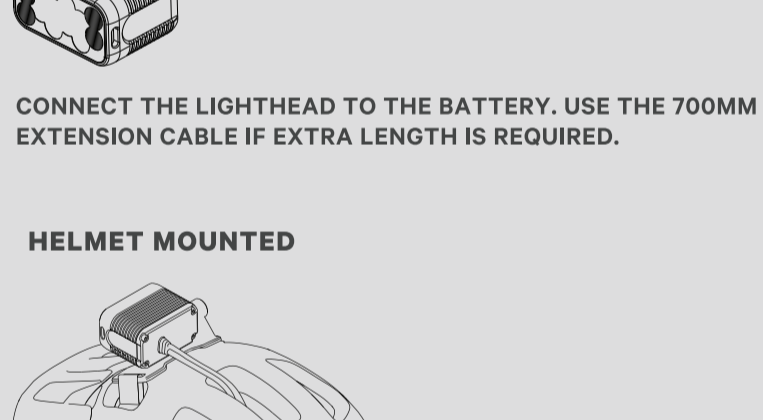 CONNECT THE LIGHTHEAD TO THE BATTERY. USE THE 700MM
EXTENSION CABLE IF EXTRA LENGTH IS REQUIRED.
HELMET MOUNTED